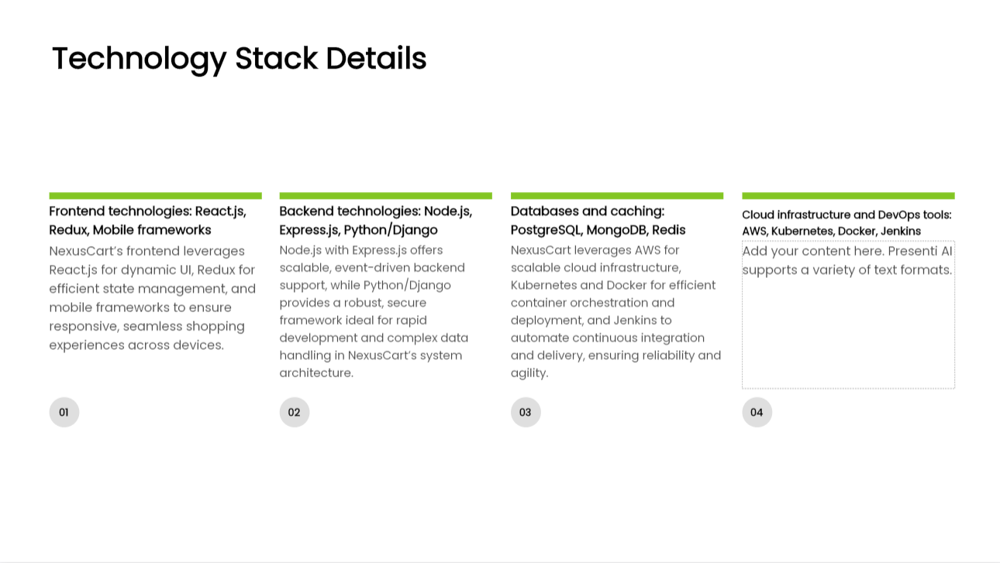 Technology Stack Details
Frontend technologies: React.js,
Redux, Mobile frameworks
NexusCart's frontend leverages
React.js for dynamic UI, Redux for
efficient state management, and
mobile frameworks to ensure
responsive, seamless shopping
experiences across devices.
01
Backend technologies: Node.js,
Express.js, Python/Django
Node.js with Express.js offers
scalable, event-driven backend
support, while Python/Django
provides a robust, secure
framework ideal for rapid
development and complex data
handling in NexusCart's system
architecture.
02
Databases and caching:
PostgreSQL, MongoDB, Redis
NexusCart leverages AWS for
scalable cloud infrastructure,
Kubernetes and Docker for efficient
container orchestration and
deployment, and Jenkins to
automate continuous integration
and delivery, ensuring reliability and
agility.
03
Cloud infrastructure and DevOps tools:
AWS, Kubernetes, Docker, Jenkins
Add your content here. Presenti AI
supports a variety of text formats.
04